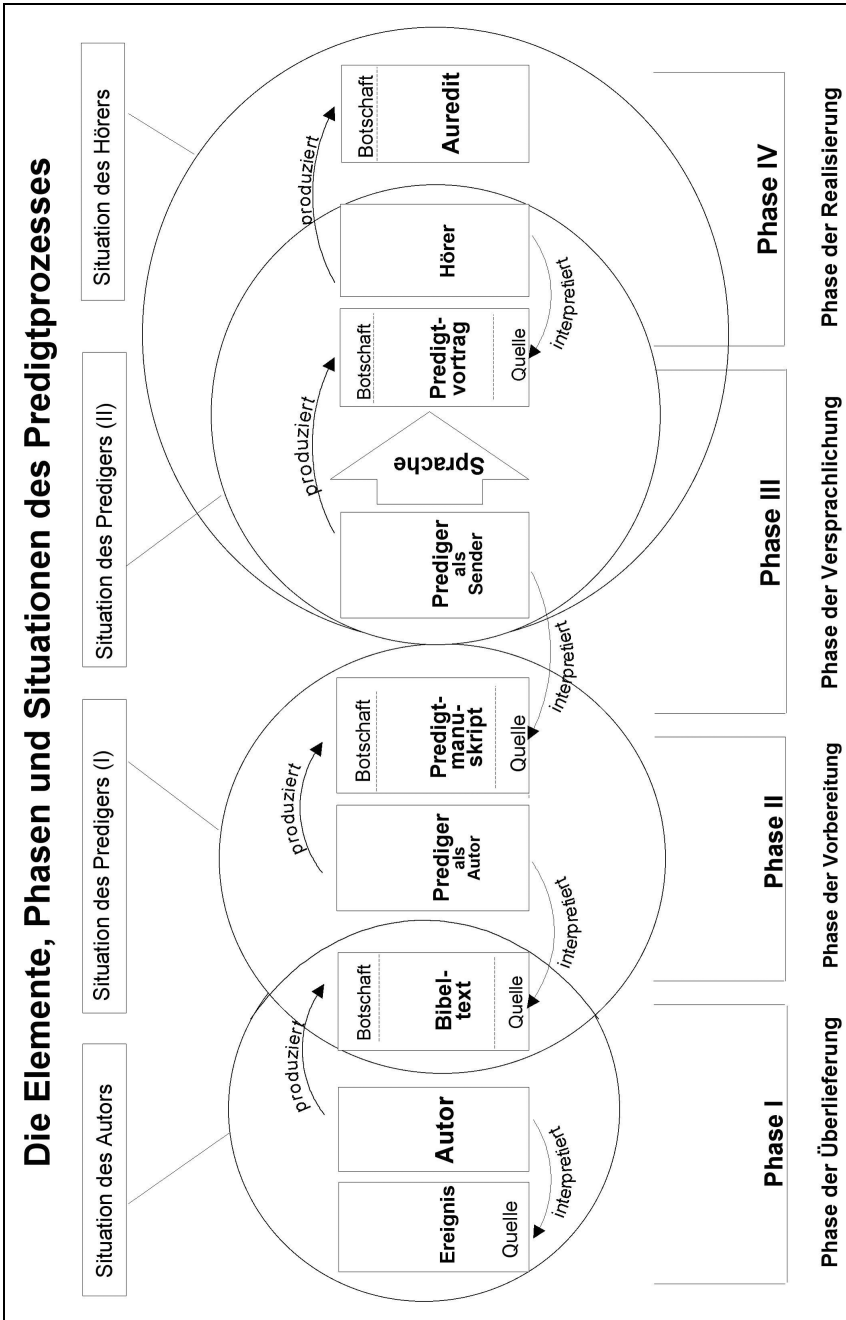 Die Elemente, Phasen und Situationen des Predigtprozesses
Situation des Autors
Situation des Predigers (I)
Situation des Predigers (II)
Situation des Hörers
produziert
produziert
produziert
produziert
Ereignis
Quelle
Autor
Botschaft
Bibel-
text
Quelle
Prediger
als
Autor
Botschaft
Predigt-
manu-
skript
Quelle
Prediger
als
Sender
Sprache
Botschaft
Predigt-
vortrag
Quelle
Hörer
Botschaft
Auredit
interpretiert
interpretiert
interpretiert
interpretiert
Phase I
Phase II
Phase III
Phase IV
Phase der Überlieferung
Phase der Vorbereitung
Phase der Versprachlichung
Phase der Realisierung